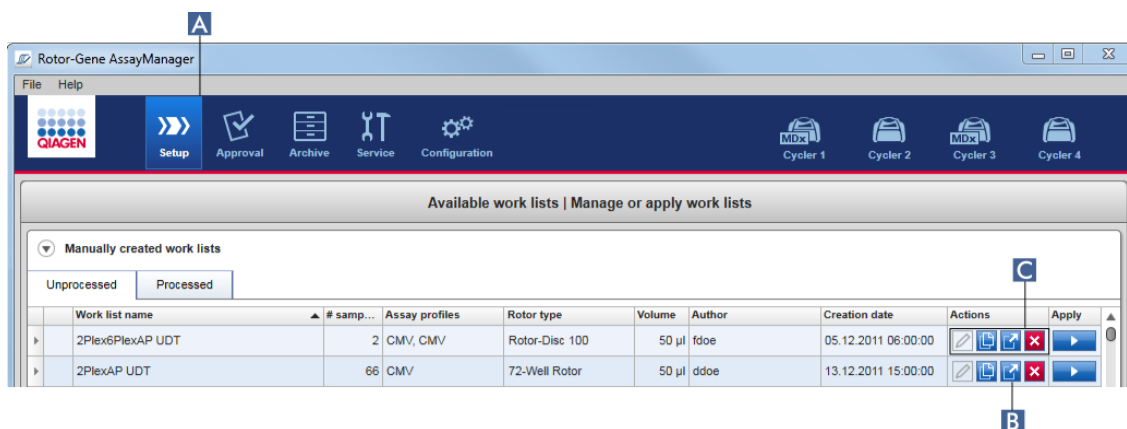 A
Rotor-Gene AssayManager
File Help
QIAGEN
Setup Approval Archive Service Configuration MDx Cycler 1 Cycler 2 MDx Cycler 3 Cycler 4
Available work lists | Manage or apply work lists
Manually created work lists
C
Unprocessed Processed
Work list name # samp... Assay profiles Rotor type Volume Author Creation date Actions Apply
2Plex6PlexAP UDT 2 CMV, CMV Rotor-Disc 100 50 µl fdoe 05.12.2011 06:00:00
2PlexAP UDT 66 CMV 72-Well Rotor 50 µl ddoe 13.12.2011 15:00:00
B